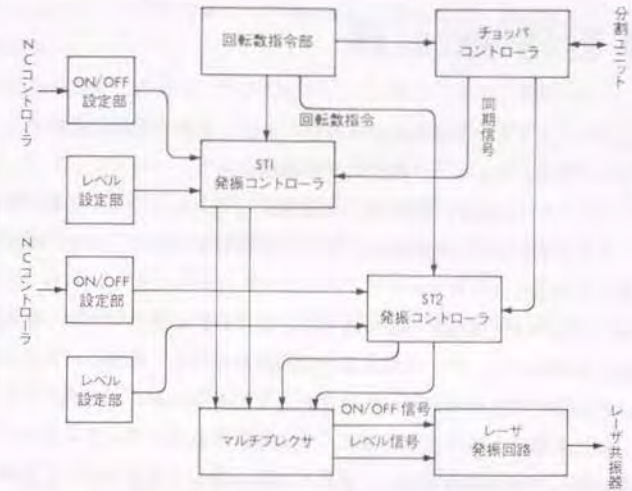 回転数指令部
チョッパ
コントローラ
分割ユニット
NCコントローラ
ON/OFF
設定部
回転数指令
同期信号
ST1
発振コントローラ
レベル
設定部
NCコントローラ
ON/OFF
設定部
ST2
発振コントローラ
レベル
設定部
ON/OFF信号
マルチプレクサ
レベル信号
レーザ
発振回路
レーザ共振器